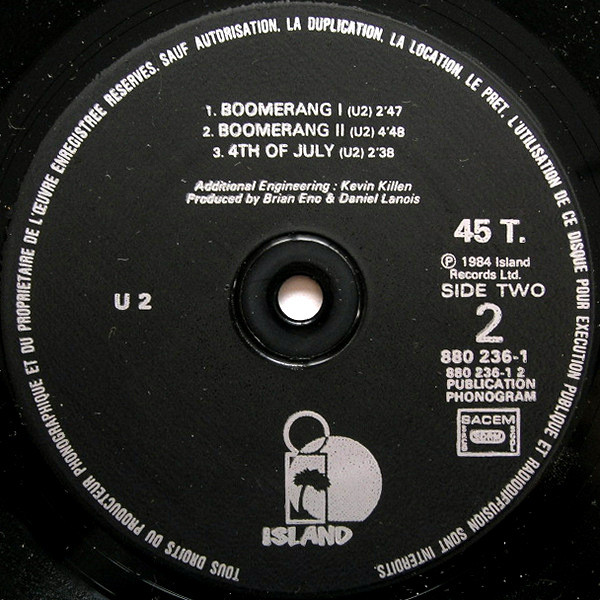 TOUS DROITS DU PRODUCTEUR PHONOGRAPHIQUE ET DU PROPRIETAIRE DE L'ŒUVRE ENREGISTREE RESERVES. SAUF AUTORISATION, LA DUPLICATION, LA LOCATION, LE PRET, L'UTILISATION DE CE DISQUE POUR EXECUTION PUBLIQUE ET RADIODIFFUSION SONT INTERDITS.
1. BOOMERANG I (U2) 2'47
2. BOOMERANG II (U2) 4'48
3. 4TH OF JULY (U2) 2'38
Additional Engineering : Kevin Killen
Produced by Brian Eno & Daniel Lanois
45 T.
Ⓟ 1984 Island
Records Ltd.
SIDE TWO
U 2
2
880 236-1
880 236-1 2
PUBLICATION
PHONOGRAM
SACEM
ISLAND